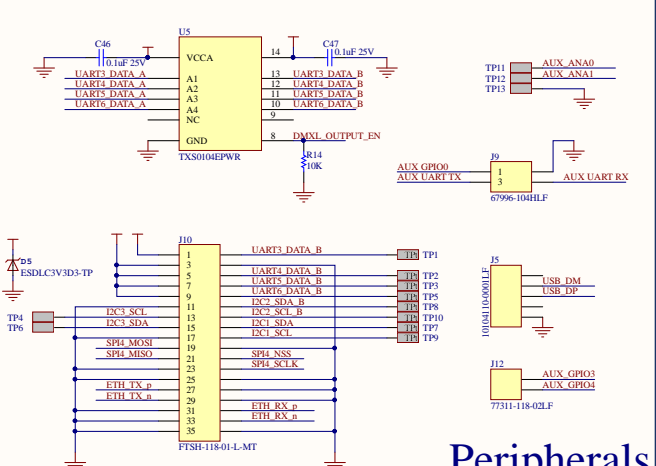 U5
C46
0.1uF 25V
C47
0.1uF 25V
VCCA
14
UART3_DATA_A
A1
13
UART3_DATA_B
UART4_DATA_A
A2
12
UART4_DATA_B
UART5_DATA_A
A3
11
UART5_DATA_B
UART6_DATA_A
A4
10
UART6_DATA_B
NC
9
GND
8
DMXL_OUTPUT_EN
TXS0104EPWR
R14
10K
TP11
AUX_ANA0
TP12
AUX_ANA1
TP13
J9
AUX GPIO0
1
AUX UART TX
3
AUX UART RX
67996-104HLF
D5
ESDLC3V3D3-TP
J10
1
UART3_DATA_B
TP1
3
5
UART4_DATA_B
TP2
7
UART5_DATA_B
TP3
9
UART6_DATA_B
TP5
11
I2C2_SDA_B
TP8
TP4
I2C3_SCL
13
I2C2_SCL_B
TP10
TP6
I2C3_SDA
15
I2C1_SDA
TP7
17
I2C1_SCL
TP9
SPI4_MOSI
19
SPI4_MISO
21
SPI4_NSS
23
SPI4_SCLK
25
ETH_TX_p
27
ETH_TX_n
29
31
ETH_RX_p
33
ETH_RX_n
35
FTSH-118-01-L-MT
J5
USB_DM
USB_DP
10104110-0001LF
J12
AUX_GPIO3
AUX_GPIO4
77311-118-02LF
Peripherals